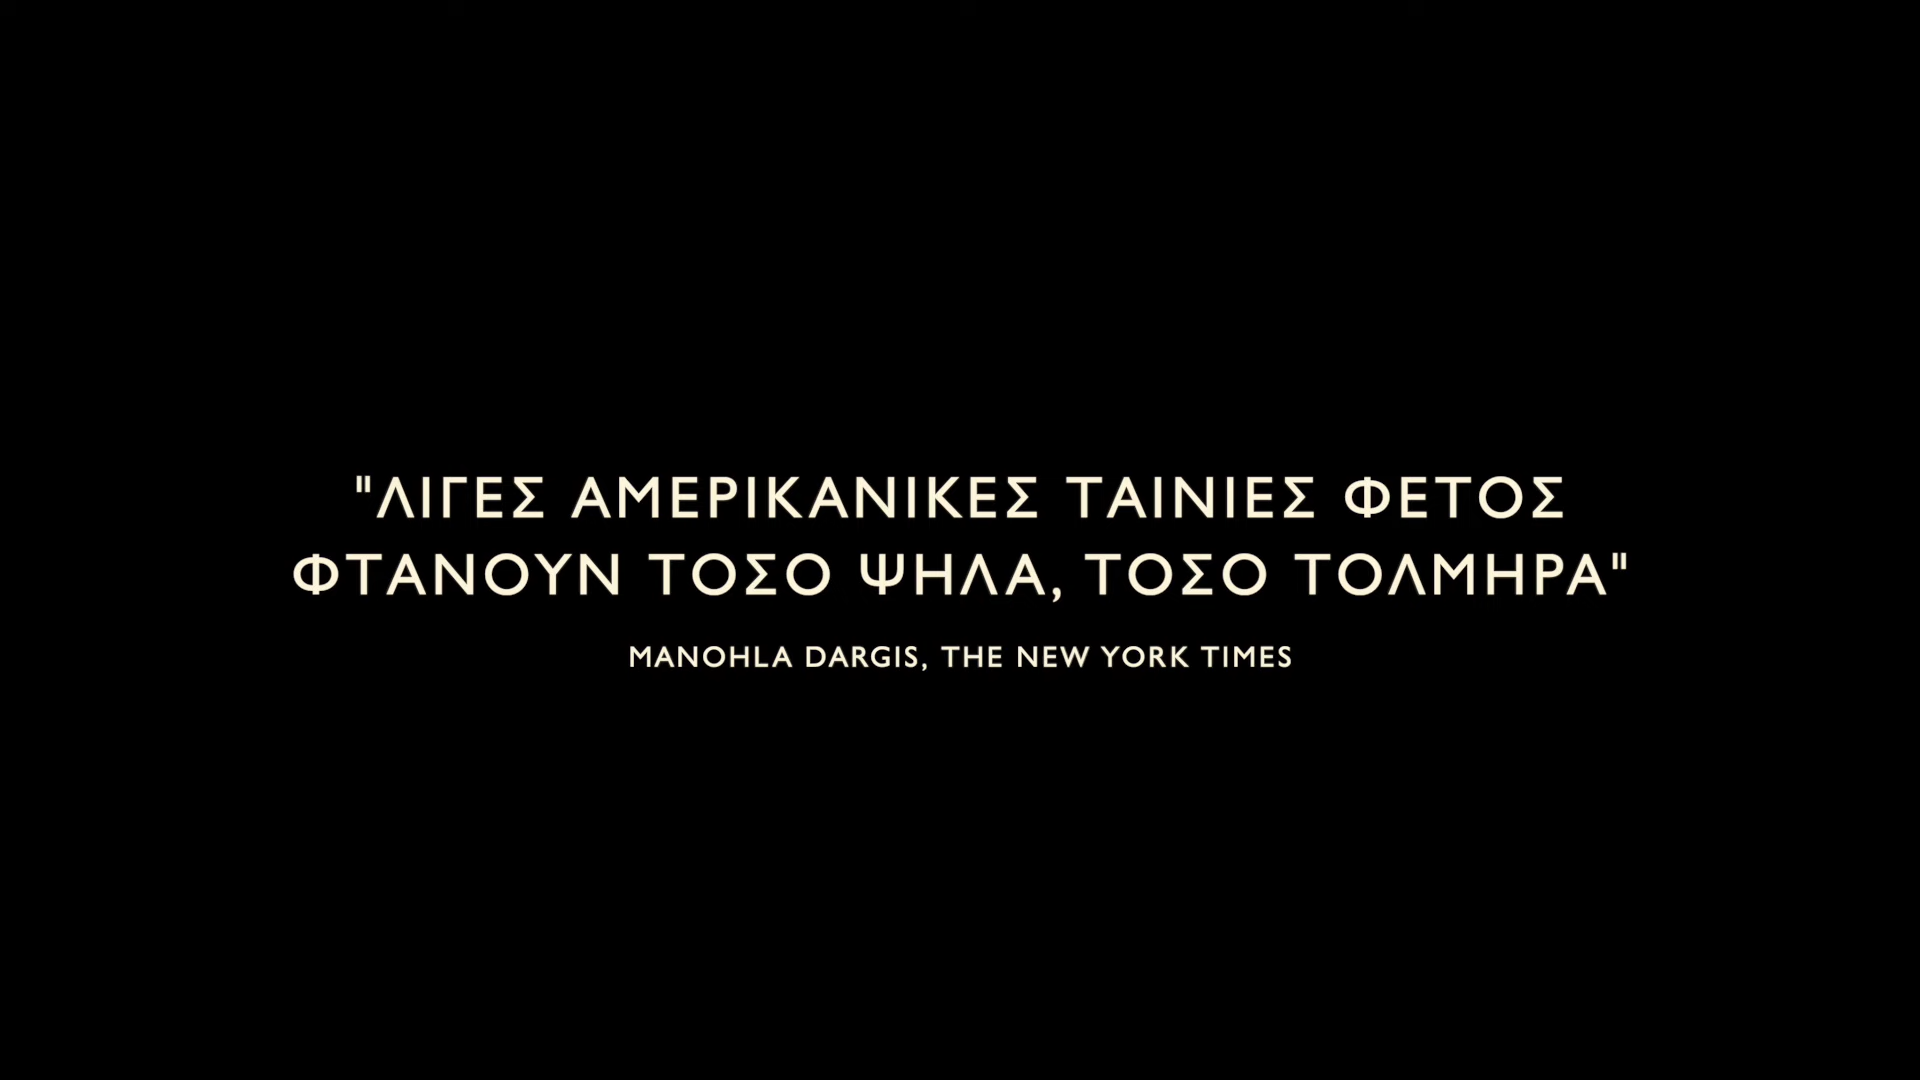 "ΛΙΓΕΣ ΑΜΕΡΙΚΑΝΙΚΕΣ ΤΑΙΝΙΕΣ ΦΕΤΟΣ
ΦΤΑΝΟΥΝ ΤΟΣΟ ΨΗΛΑ, ΤΟΣΟ ΤΟΛΜΗΡΑ"
MANOHLA DARGIS, THE NEW YORK TIMES